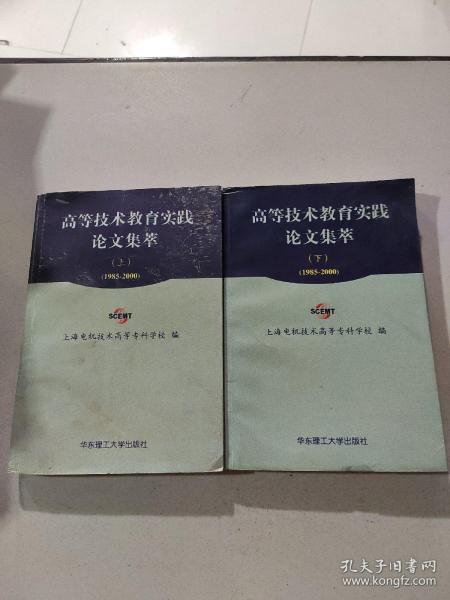 高等技术教育实践
论文集萃
(上)
(1985-2000)
SCEMT
上海电机技术高等专科学校 编
华东理工大学出版社
高等技术教育实践
论文集萃
(下)
(1985-2000)
SCEMT
上海电机技术高等专科学校 编
华东理工大学出版社
孔夫子旧书网
www.kongfz.com